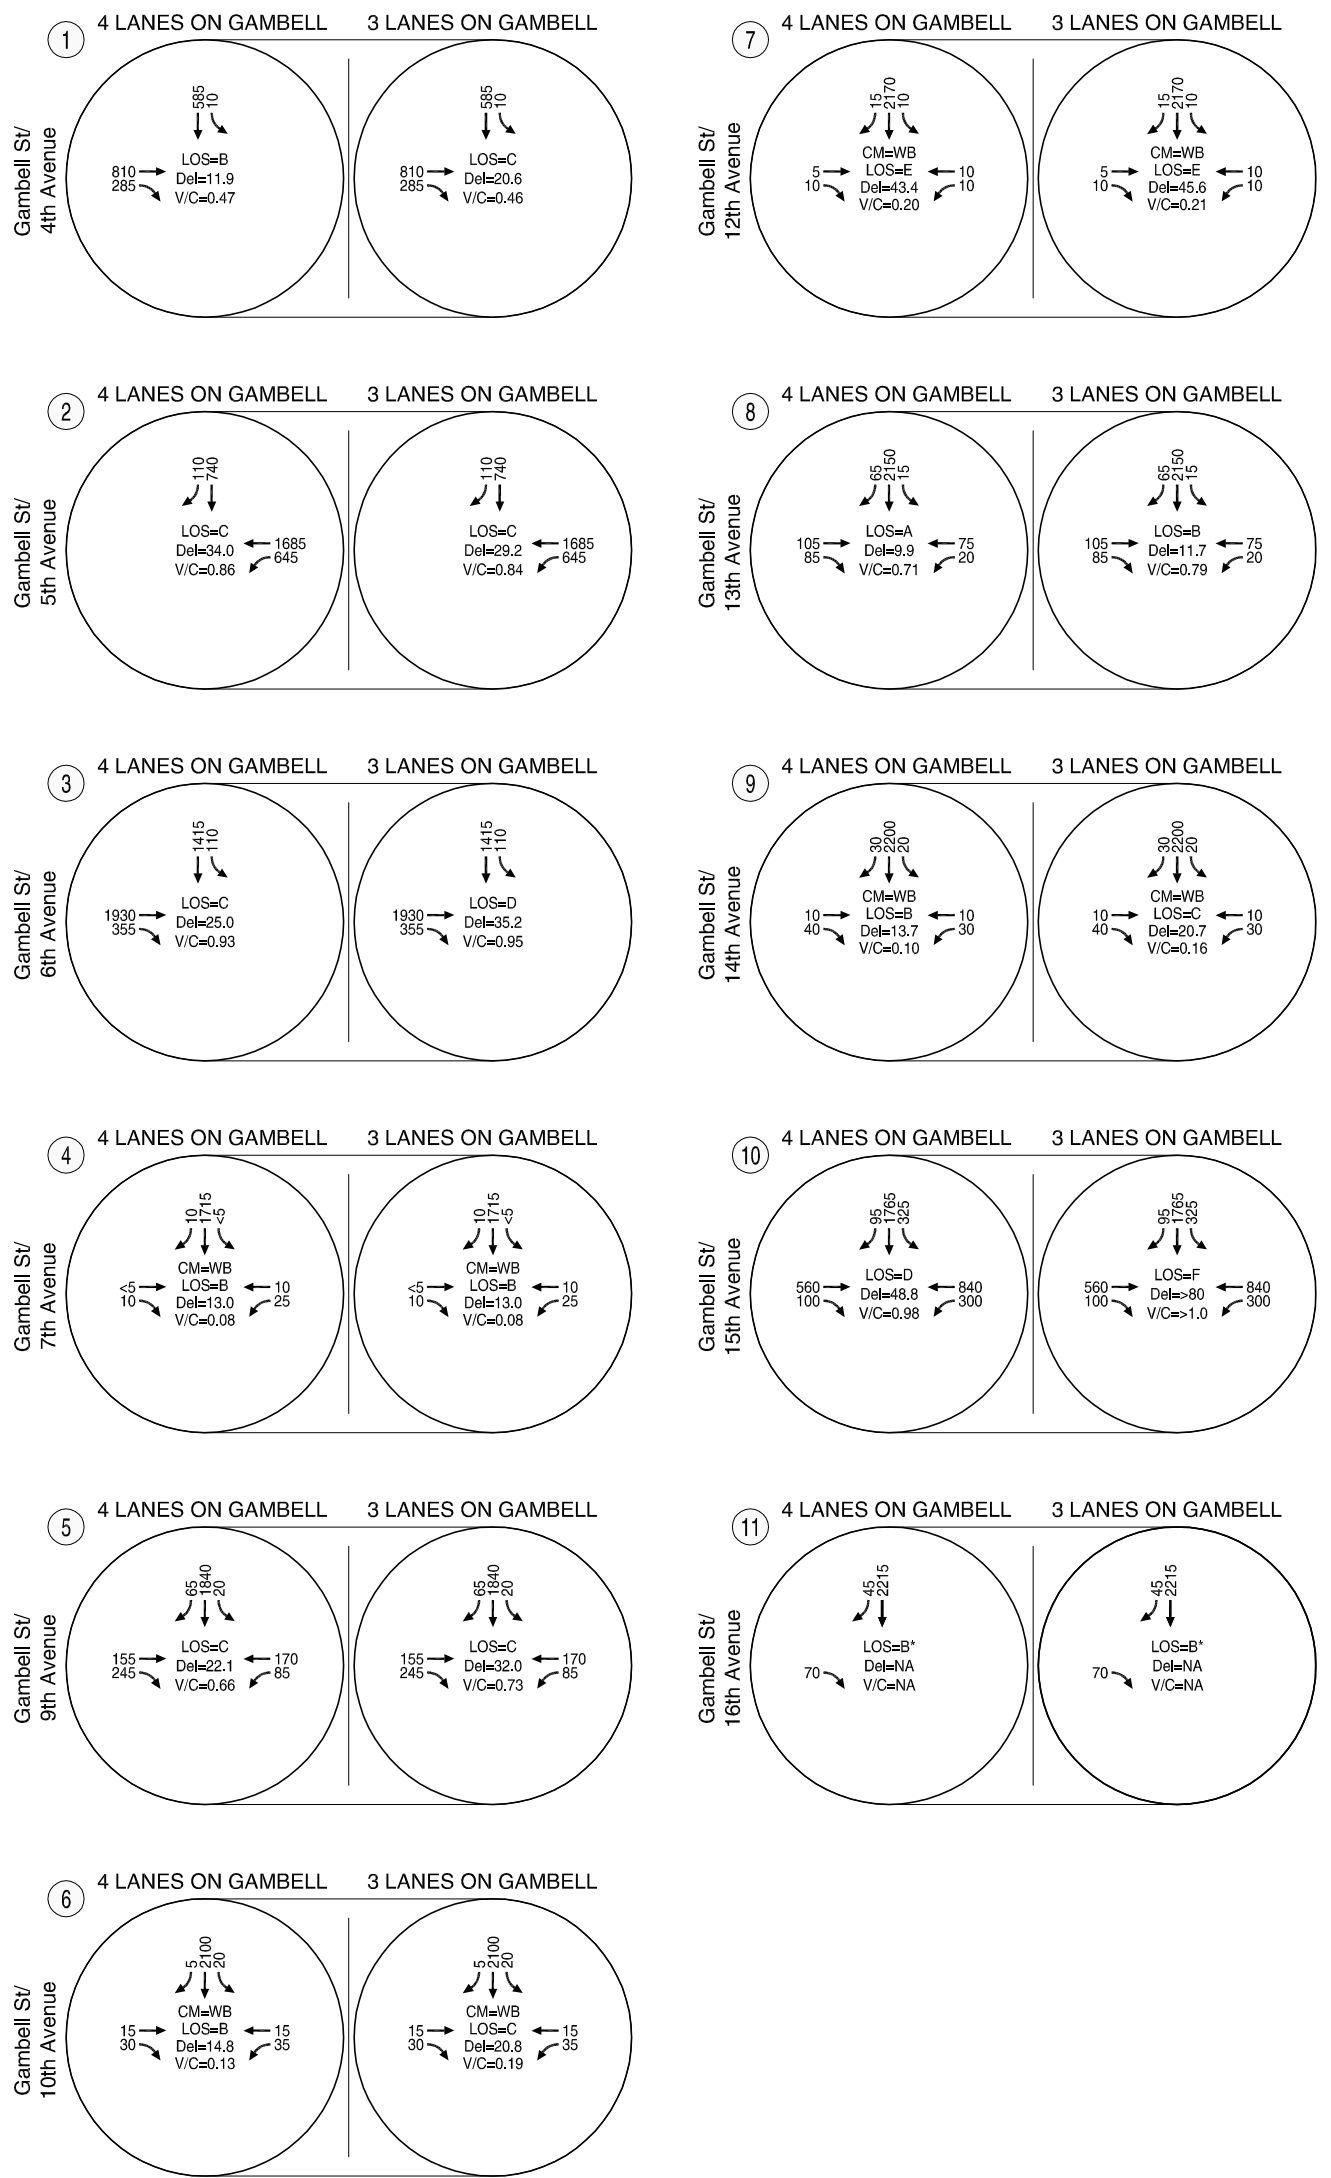 1
4 LANES ON GAMBELL
3 LANES ON GAMBELL
Gambell St/
4th Avenue
585
10
810
285
LOS=B
Del=11.9
V/C=0.47
585
10
810
285
LOS=C
Del=20.6
V/C=0.46
2
4 LANES ON GAMBELL
3 LANES ON GAMBELL
Gambell St/
5th Avenue
110
740
LOS=C
Del=34.0
V/C=0.86
1685
645
110
740
LOS=C
Del=29.2
V/C=0.84
1685
645
3
4 LANES ON GAMBELL
3 LANES ON GAMBELL
Gambell St/
6th Avenue
1415
110
1930
355
LOS=C
Del=25.0
V/C=0.93
1415
110
1930
355
LOS=D
Del=35.2
V/C=0.95
4
4 LANES ON GAMBELL
3 LANES ON GAMBELL
Gambell St/
7th Avenue
10
1715
<5
<5
10
CM=WB
LOS=B
Del=13.0
V/C=0.08
10
25
10
1715
<5
<5
10
CM=WB
LOS=B
Del=13.0
V/C=0.08
10
25
5
4 LANES ON GAMBELL
3 LANES ON GAMBELL
Gambell St/
9th Avenue
65
1840
20
155
245
LOS=C
Del=22.1
V/C=0.66
170
85
65
1840
20
155
245
LOS=C
Del=32.0
V/C=0.73
170
85
6
4 LANES ON GAMBELL
3 LANES ON GAMBELL
Gambell St/
10th Avenue
5
2100
20
15
30
CM=WB
LOS=B
Del=14.8
V/C=0.13
15
35
5
2100
20
15
30
CM=WB
LOS=C
Del=20.8
V/C=0.19
15
35
7
4 LANES ON GAMBELL
3 LANES ON GAMBELL
Gambell St/
12th Avenue
15
2170
10
5
10
CM=WB
LOS=E
Del=43.4
V/C=0.20
10
10
15
2170
10
5
10
CM=WB
LOS=E
Del=45.6
V/C=0.21
10
10
8
4 LANES ON GAMBELL
3 LANES ON GAMBELL
Gambell St/
13th Avenue
65
2150
15
105
85
LOS=A
Del=9.9
V/C=0.71
75
20
65
2150
15
105
85
LOS=B
Del=11.7
V/C=0.79
75
20
9
4 LANES ON GAMBELL
3 LANES ON GAMBELL
Gambell St/
14th Avenue
30
2200
20
10
40
CM=WB
LOS=B
Del=13.7
V/C=0.10
10
30
30
2200
20
10
40
CM=WB
LOS=C
Del=20.7
V/C=0.16
10
30
10
4 LANES ON GAMBELL
3 LANES ON GAMBELL
Gambell St/
15th Avenue
95
1765
325
560
100
LOS=D
Del=48.8
V/C=0.98
840
300
95
1765
325
560
100
LOS=F
Del=>80
V/C=>1.0
840
300
11
4 LANES ON GAMBELL
3 LANES ON GAMBELL
Gambell St/
16th Avenue
45
2215
70
LOS=B*
Del=NA
V/C=NA
45
2215
70
LOS=B*
Del=NA
V/C=NA